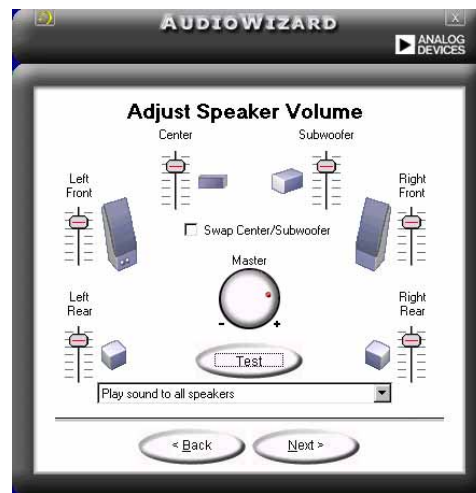 AUDIOWIZARD
X
ANALOG
DEVICES
Adjust Speaker Volume
Center
Subwoofer
Left
Front
Right
Front
Swap Center/Subwoofer
Master
Left
Rear
Right
Rear
- +
Test
Play sound to all speakers
< Back
Next >